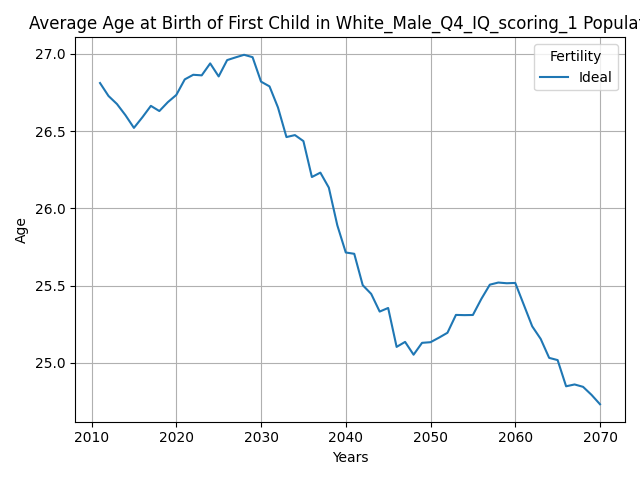 Average Age at Birth of First Child in White_Male_Q4_IQ_scoring_1 Populat
27.0
26.5
26.0
25.5
25.0
Age
Fertility
Ideal
2010 2020 2030 2040 2050 2060 2070
Years